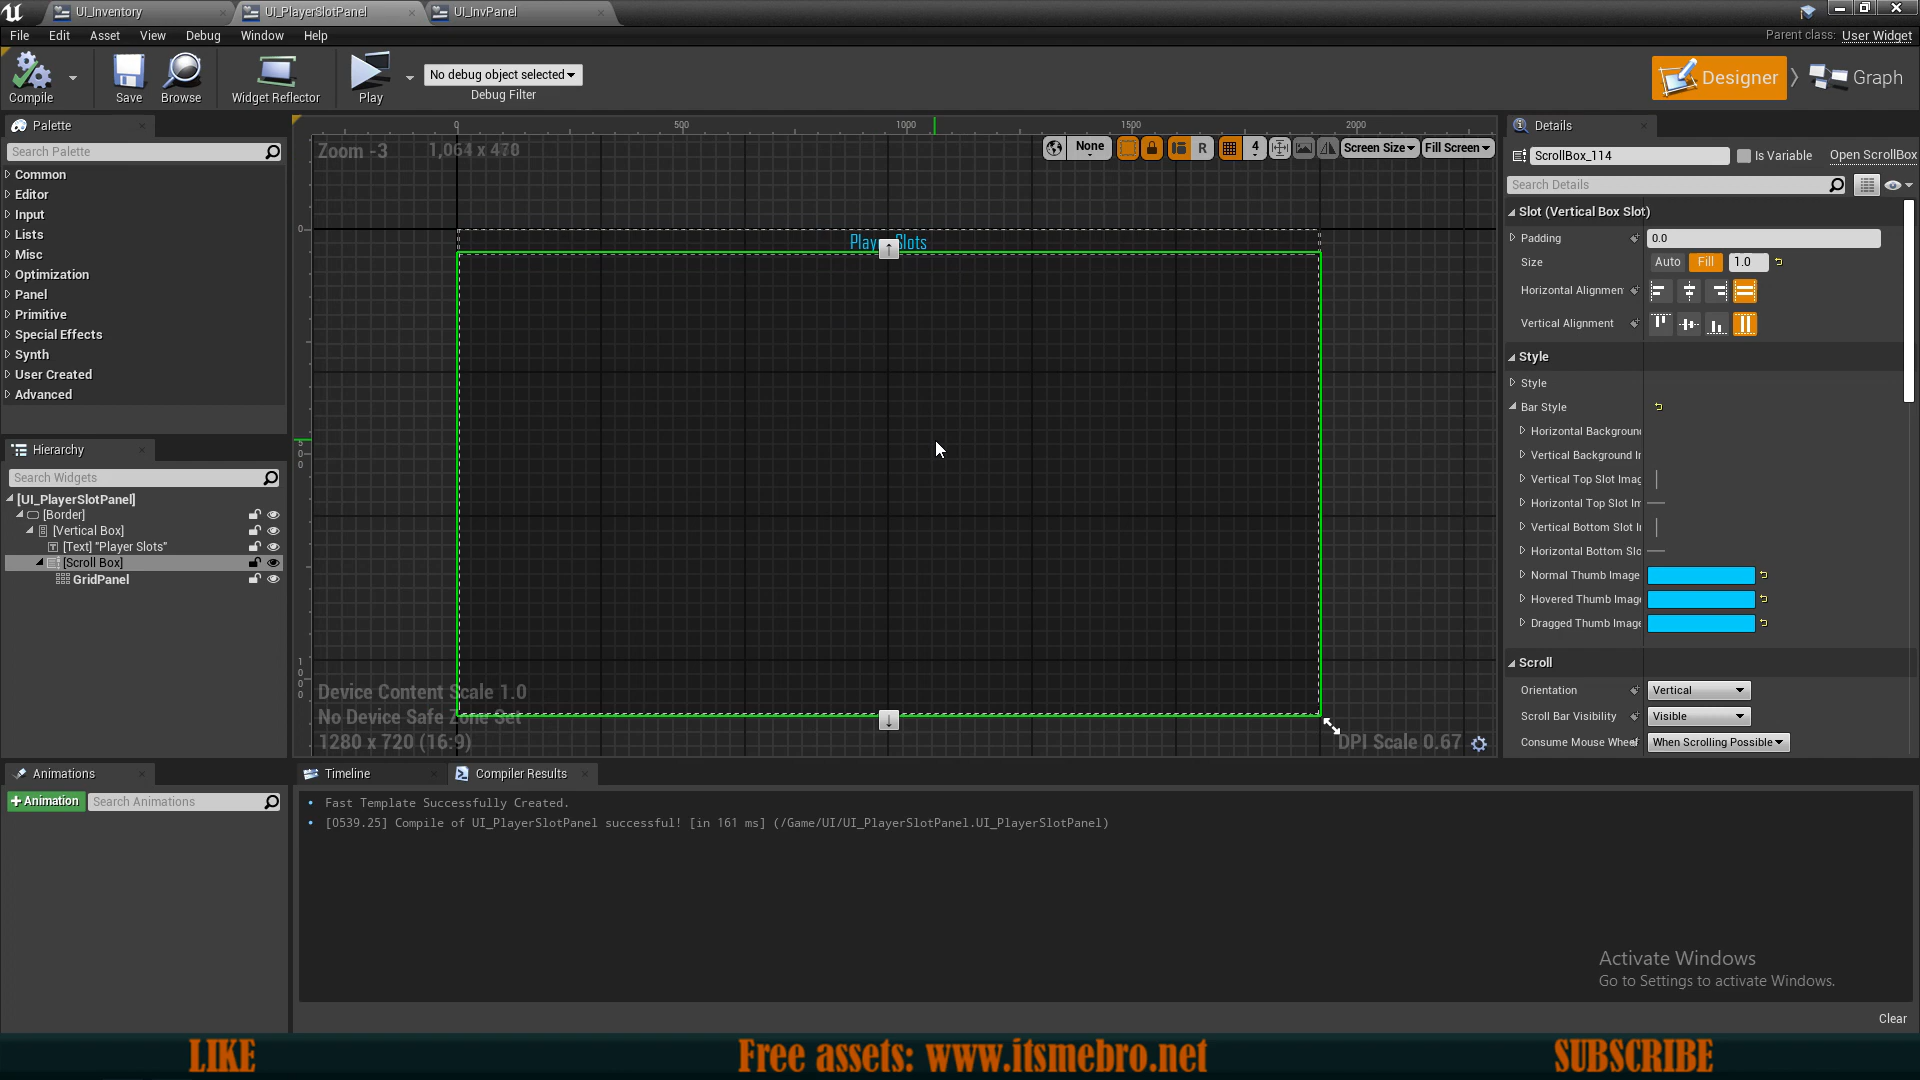 UI_Inventory
UI_PlayerSlotPanel
UI_InvPanel
File Edit Asset View Debug Window Help
Parent class: User Widget
Compile
Save
Browse
Widget Reflector
Play
No debug object selected
Debug Filter
Designer
Graph
Palette
Search Palette
Common
Editor
Input
Lists
Misc
Optimization
Panel
Primitive
Special Effects
Synth
User Created
Advanced
Hierarchy
Search Widgets
[UI_PlayerSlotPanel]
[Border]
[Vertical Box]
[Text] "Player Slots"
[Scroll Box]
GridPanel
0 500 1000 1500 2000
Zoom -3
None
R
4
Screen Size
Fill Screen
0
500
1000
Device Content Scale 1.0
No Device Safe Zone Set
1280 x 720 (16:9)
DPI Scale 0.67
Details
ScrollBox_114
Is Variable
Open ScrollBox
Search Details
Slot (Vertical Box Slot)
Padding 0.0
Size Auto Fill 1.0
Horizontal Alignmen
Vertical Alignment
Style
Style
Bar Style
Horizontal Background
Vertical Background I
Vertical Top Slot Imag
Horizontal Top Slot Im
Vertical Bottom Slot I
Horizontal Bottom Slo
Normal Thumb Image
Hovered Thumb Imag
Dragged Thumb Image
Scroll
Orientation Vertical
Scroll Bar Visibility Visible
Consume Mouse Whee When Scrolling Possible
Animations
+Animation
Search Animations
Timeline
Compiler Results
Fast Template Successfully Created.
[0539.25] Compile of UI_PlayerSlotPanel successful! [in 161 ms] (/Game/UI/UI_PlayerSlotPanel.UI_PlayerSlotPanel)
Activate Windows
Go to Settings to activate Windows.
Clear
LIKE
Free assets: www.itsmebro.net
SUBSCRIBE